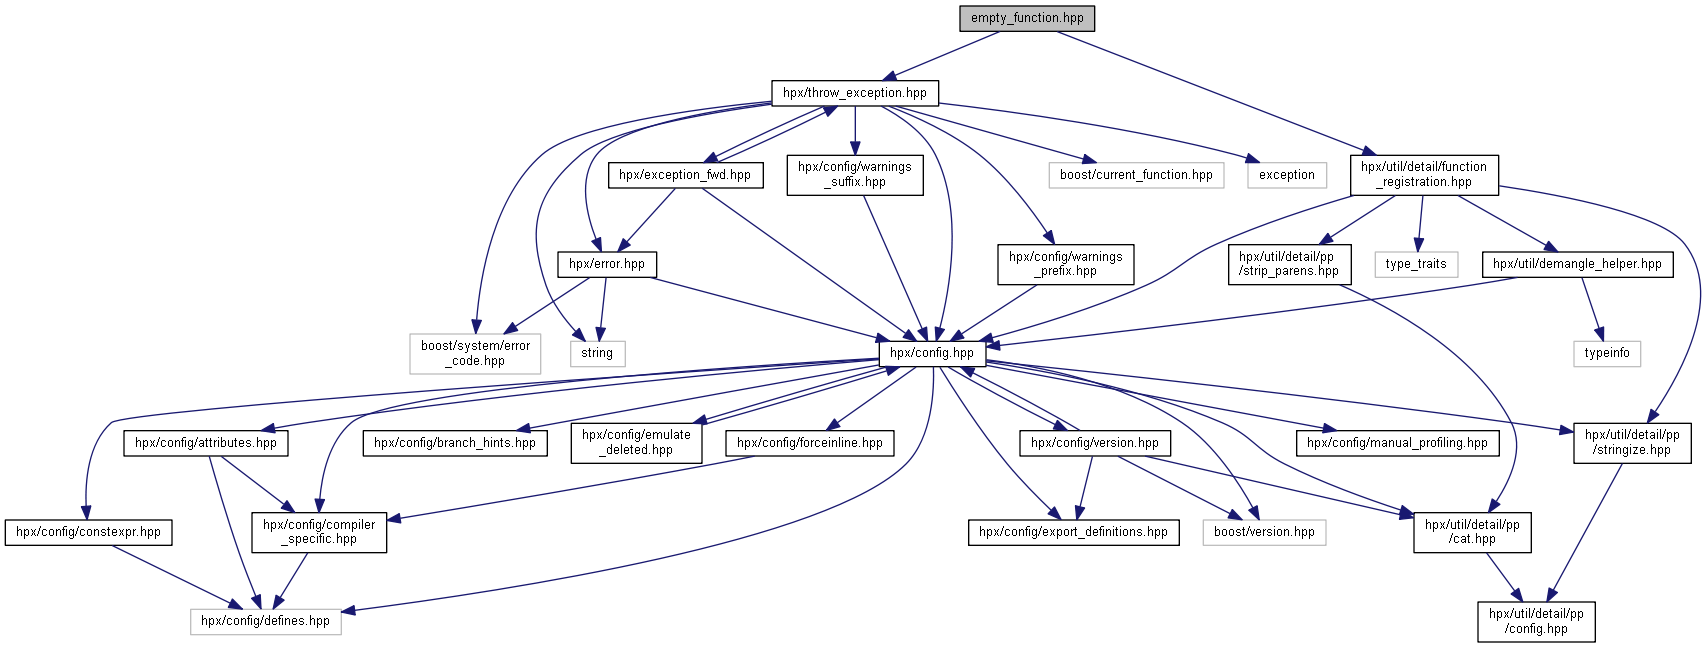 empty_function.hpp
hpx/throw_exception.hpp
hpx/exception_fwd.hpp
hpx/config/warnings
_suffix.hpp
boost/current_function.hpp
exception
hpx/util/detail/function
_registration.hpp
hpx/error.hpp
hpx/config/warnings
_prefix.hpp
hpx/util/detail/pp
/strip_parens.hpp
type_traits
hpx/util/demangle_helper.hpp
boost/system/error
_code.hpp
string
hpx/config.hpp
typeinfo
hpx/config/attributes.hpp
hpx/config/branch_hints.hpp
hpx/config/emulate
_deleted.hpp
hpx/config/forceinline.hpp
hpx/config/version.hpp
hpx/config/manual_profiling.hpp
hpx/util/detail/pp
/stringize.hpp
hpx/config/constexpr.hpp
hpx/config/compiler
_specific.hpp
hpx/config/export_definitions.hpp
boost/version.hpp
hpx/util/detail/pp
/cat.hpp
hpx/config/defines.hpp
hpx/util/detail/pp
/config.hpp